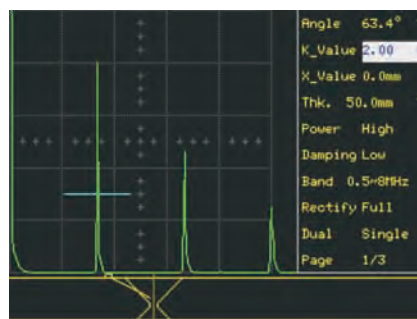 Angle 63.4°
K_Value 2.00
X_Value 0.0mm
Thk. 50.0mm
Power High
Damping Low
Band 0.5~8MHz
Rectify Full
Dual Single
Page 1/3